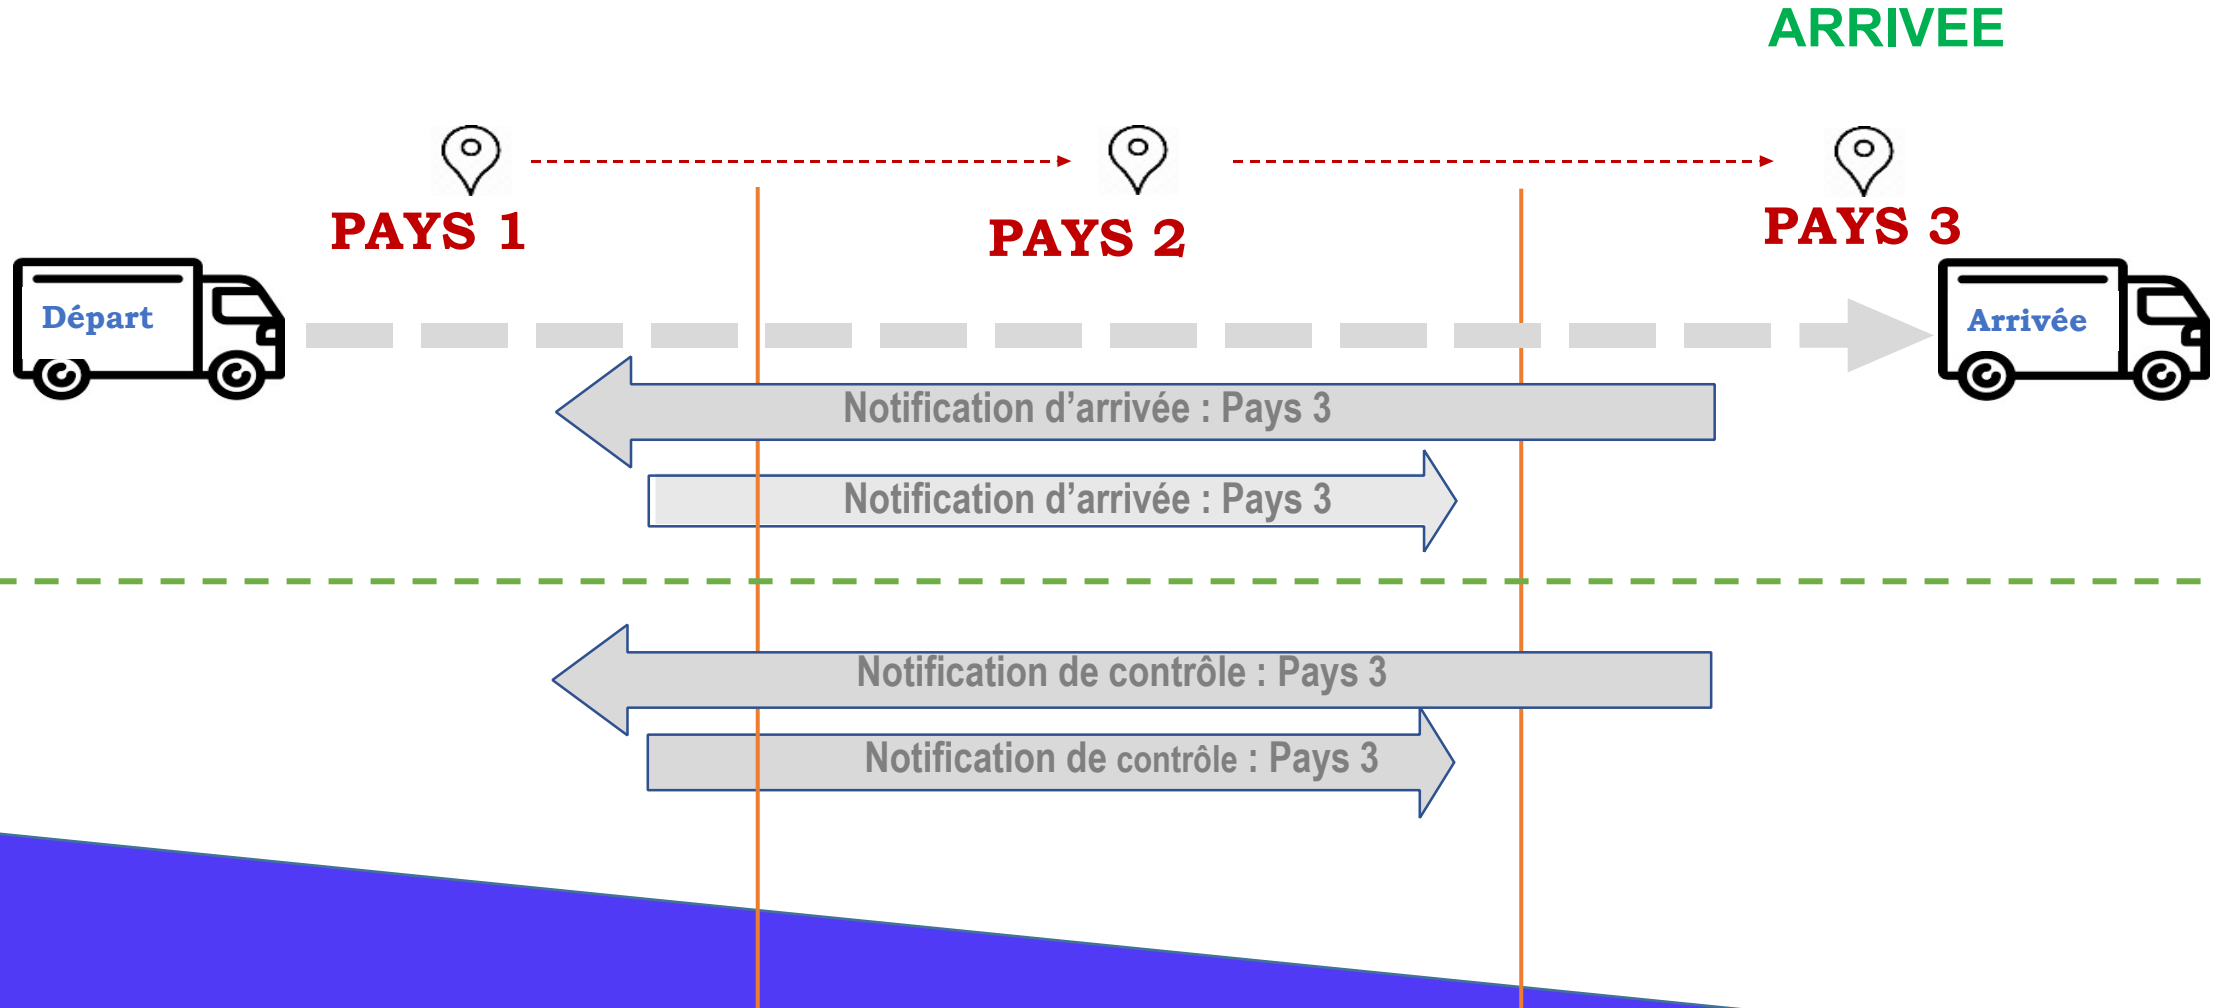 ARRIVEE
PAYS 1
PAYS 2
PAYS 3
Départ
Arrivée
Notification d’arrivée : Pays 3
Notification d’arrivée : Pays 3
Notification de contrôle : Pays 3
Notification de contrôle : Pays 3